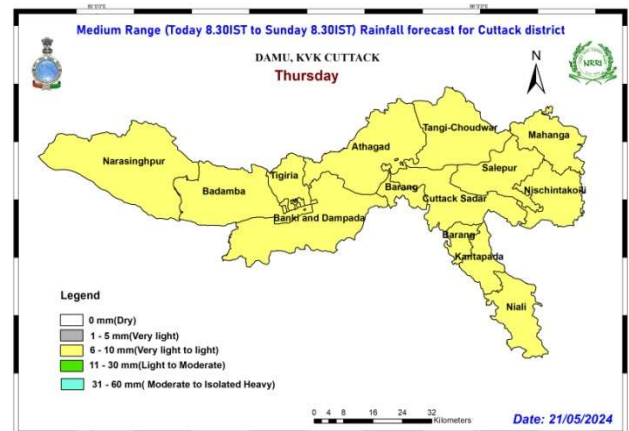 Medium Range (Today 8.30IST to Sunday 8.30IST) Rainfall forecast for Cuttack district
DAMU, KVK CUTTACK
Thursday
N
NRRI
Tangi-Choudwar
Mahanga
Athagad
Narasinghpur
Salepur
Tigiria
Badamba
Barang
Nischintakoili
Cuttack Sadar
Banki and Dampada
Barang
Kantapada
Niali
Legend
0 mm(Dry)
1 - 5 mm(Very light)
6 - 10 mm(Very light to light)
11 - 30 mm(Light to Moderate)
31 - 60 mm( Moderate to Isolated Heavy)
0 4 8 16 24 32
Kilometers
Date: 21/05/2024